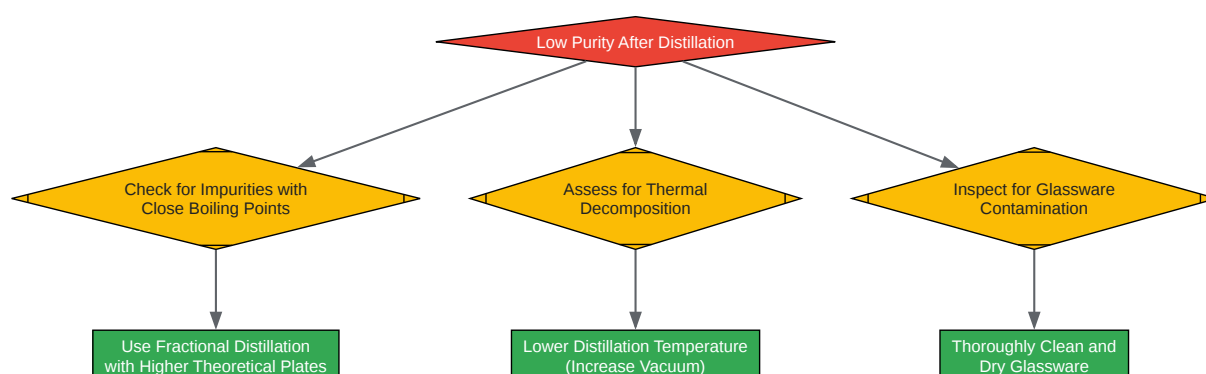 Low Purity After Distillation
Check for Impurities with
Close Boiling Points
Assess for Thermal
Decomposition
Inspect for Glassware
Contamination
Use Fractional Distillation
with Higher Theoretical Plates
Lower Distillation Temperature
(Increase Vacuum)
Thoroughly Clean and
Dry Glassware